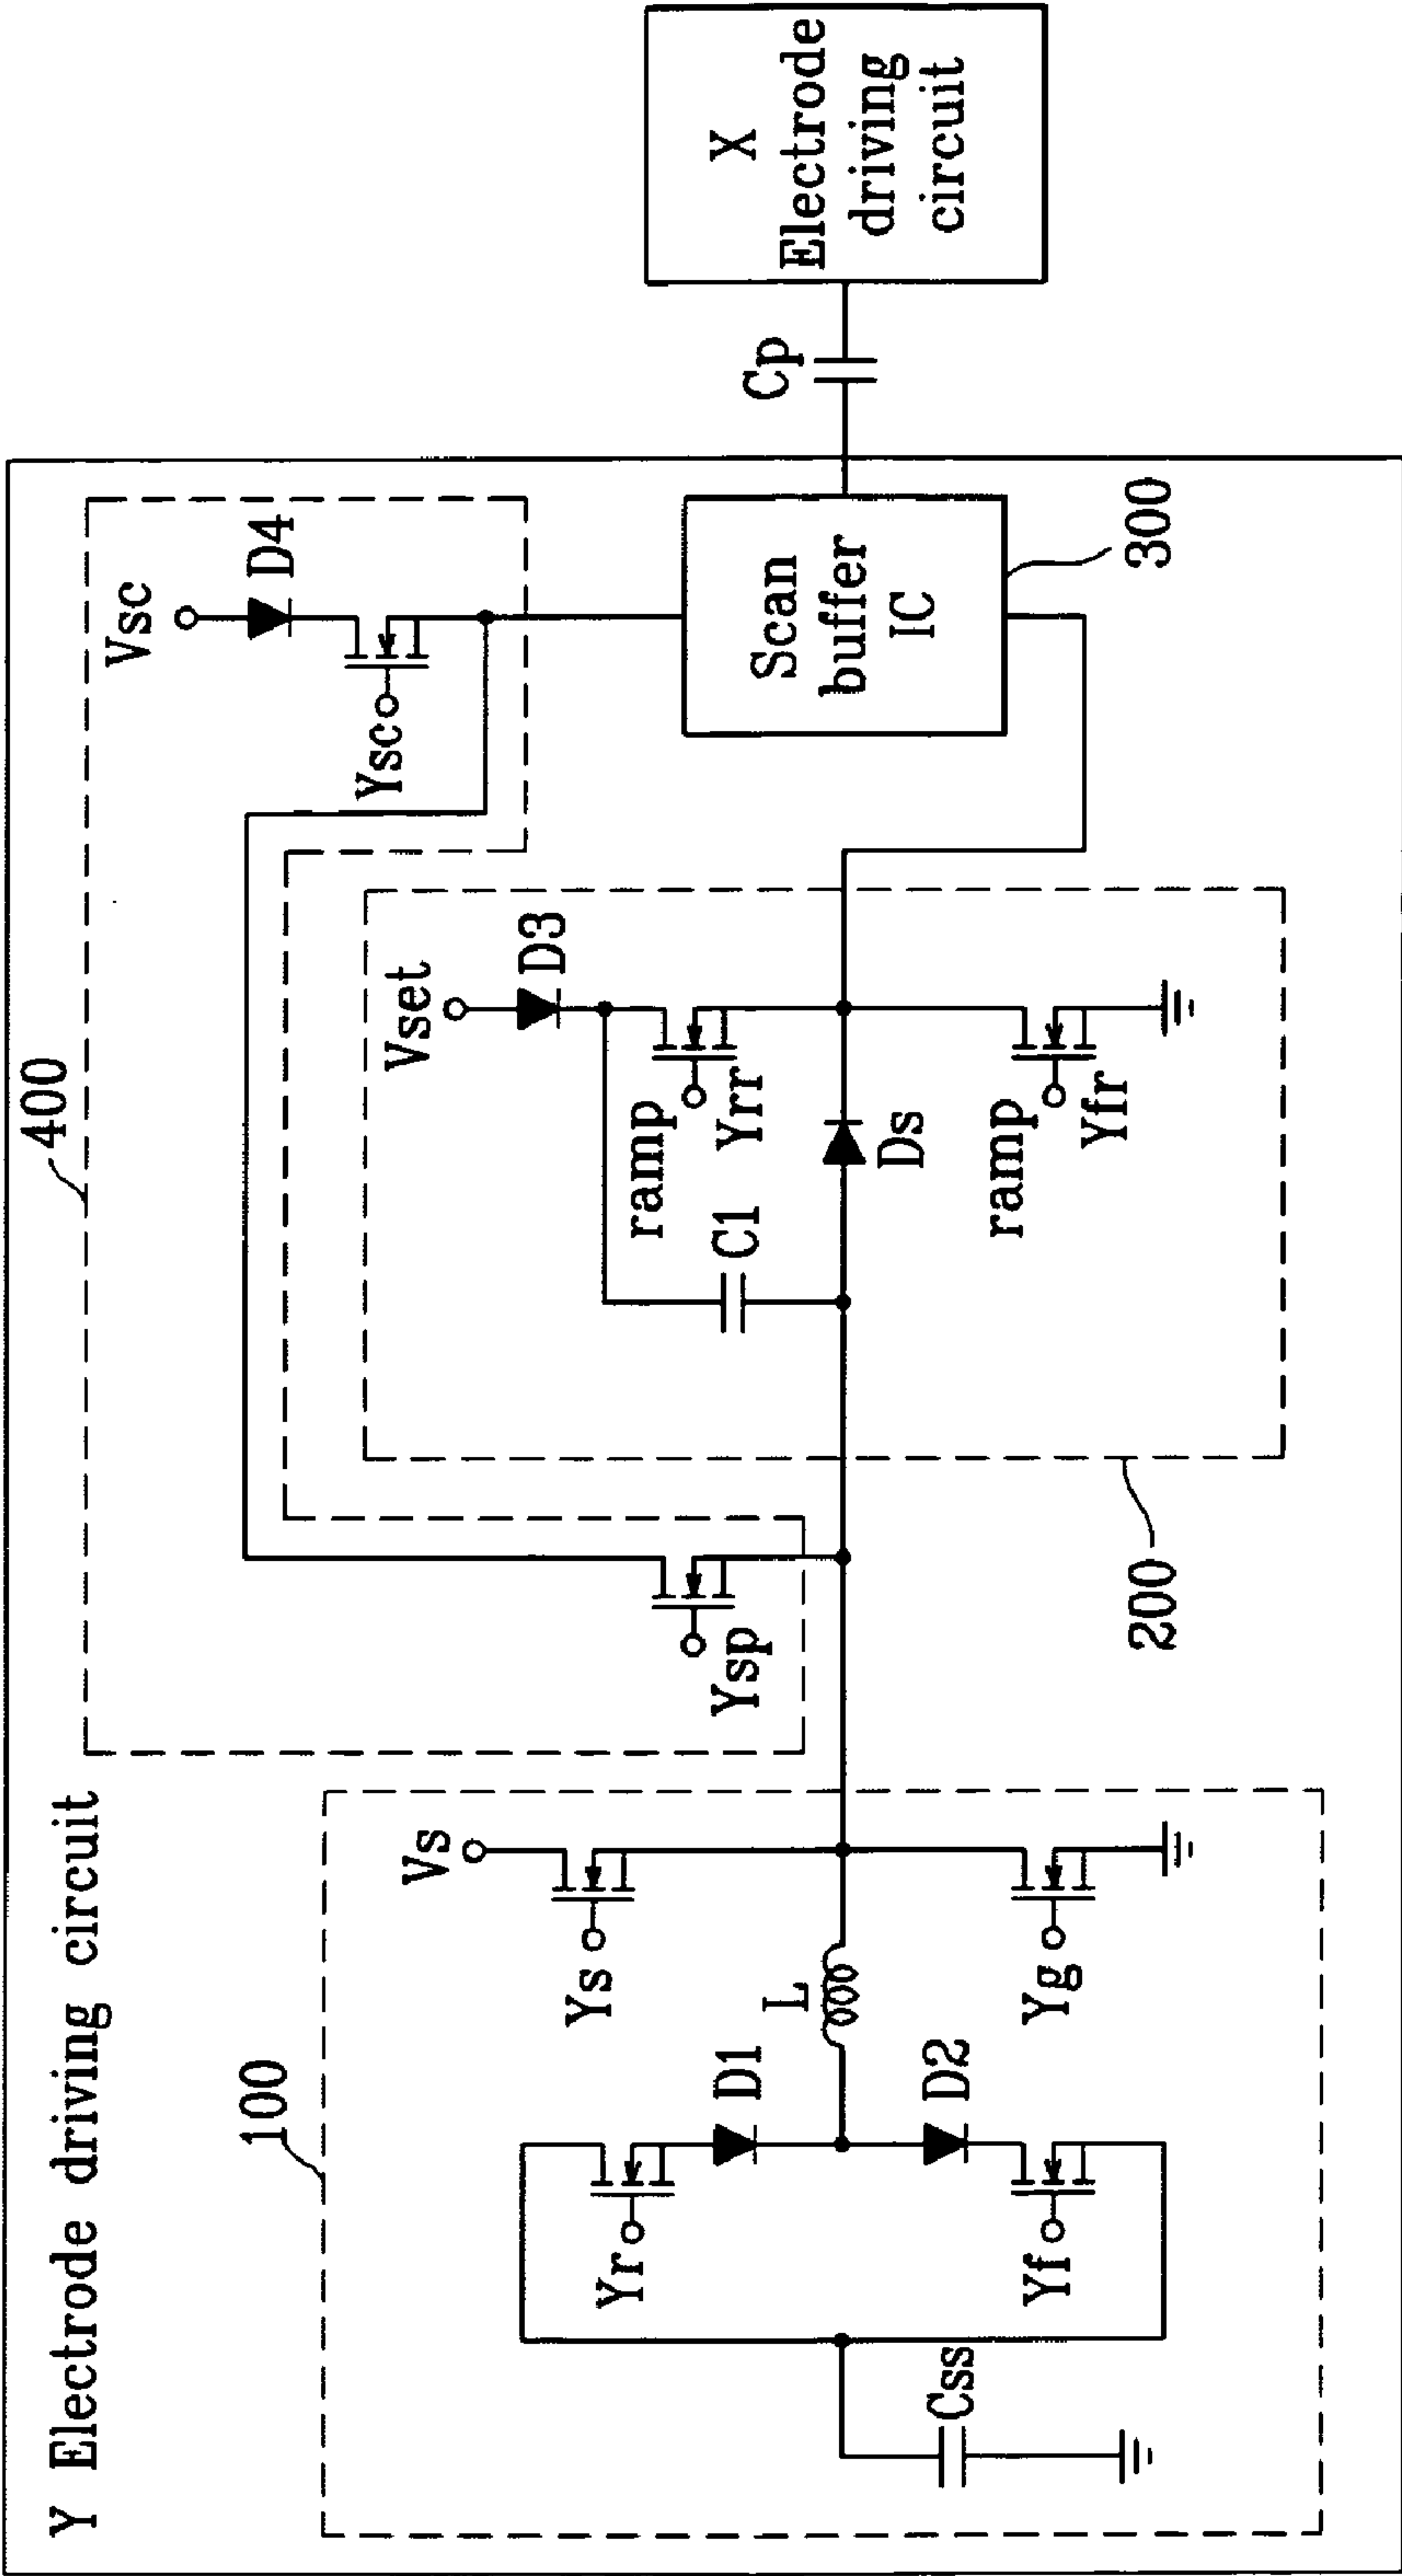 Y Electrode driving circuit
400
100
Vs
Ys
Yr
D1
L
D2
Yf
Yg
Css
Ysp
200
Vset
D3
ramp
Yrr
C1
Ds
ramp
Yfr
Vsc
D4
Ysc
Scan
buffer
IC
300
Cp
X
Electrode
driving
circuit